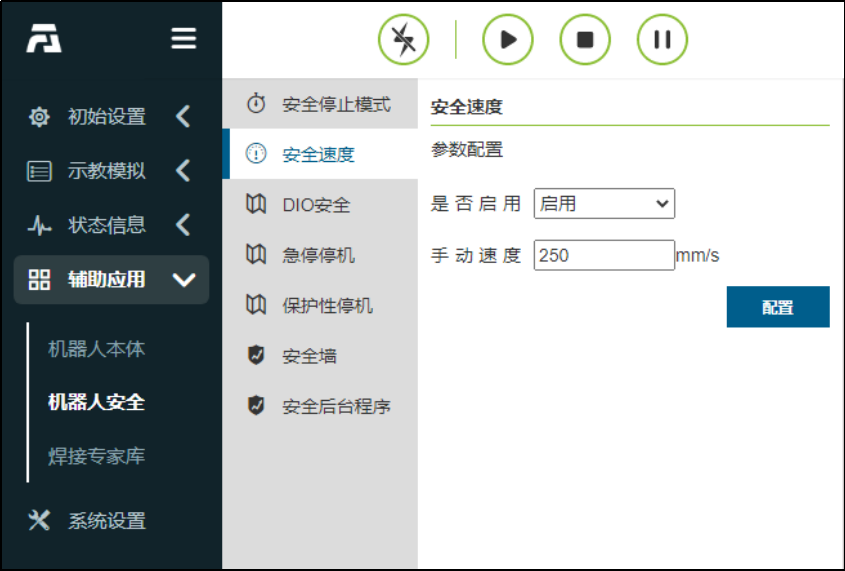 初始设置
示教模拟
状态信息
辅助应用
机器人本体
机器人安全
焊接专家库
系统设置
安全停止模式
安全速度
DIO安全
急停停机
保护性停机
安全墙
安全后台程序
安全速度
参数配置
是否启用 启用
手动速度 250 mm/s
配置